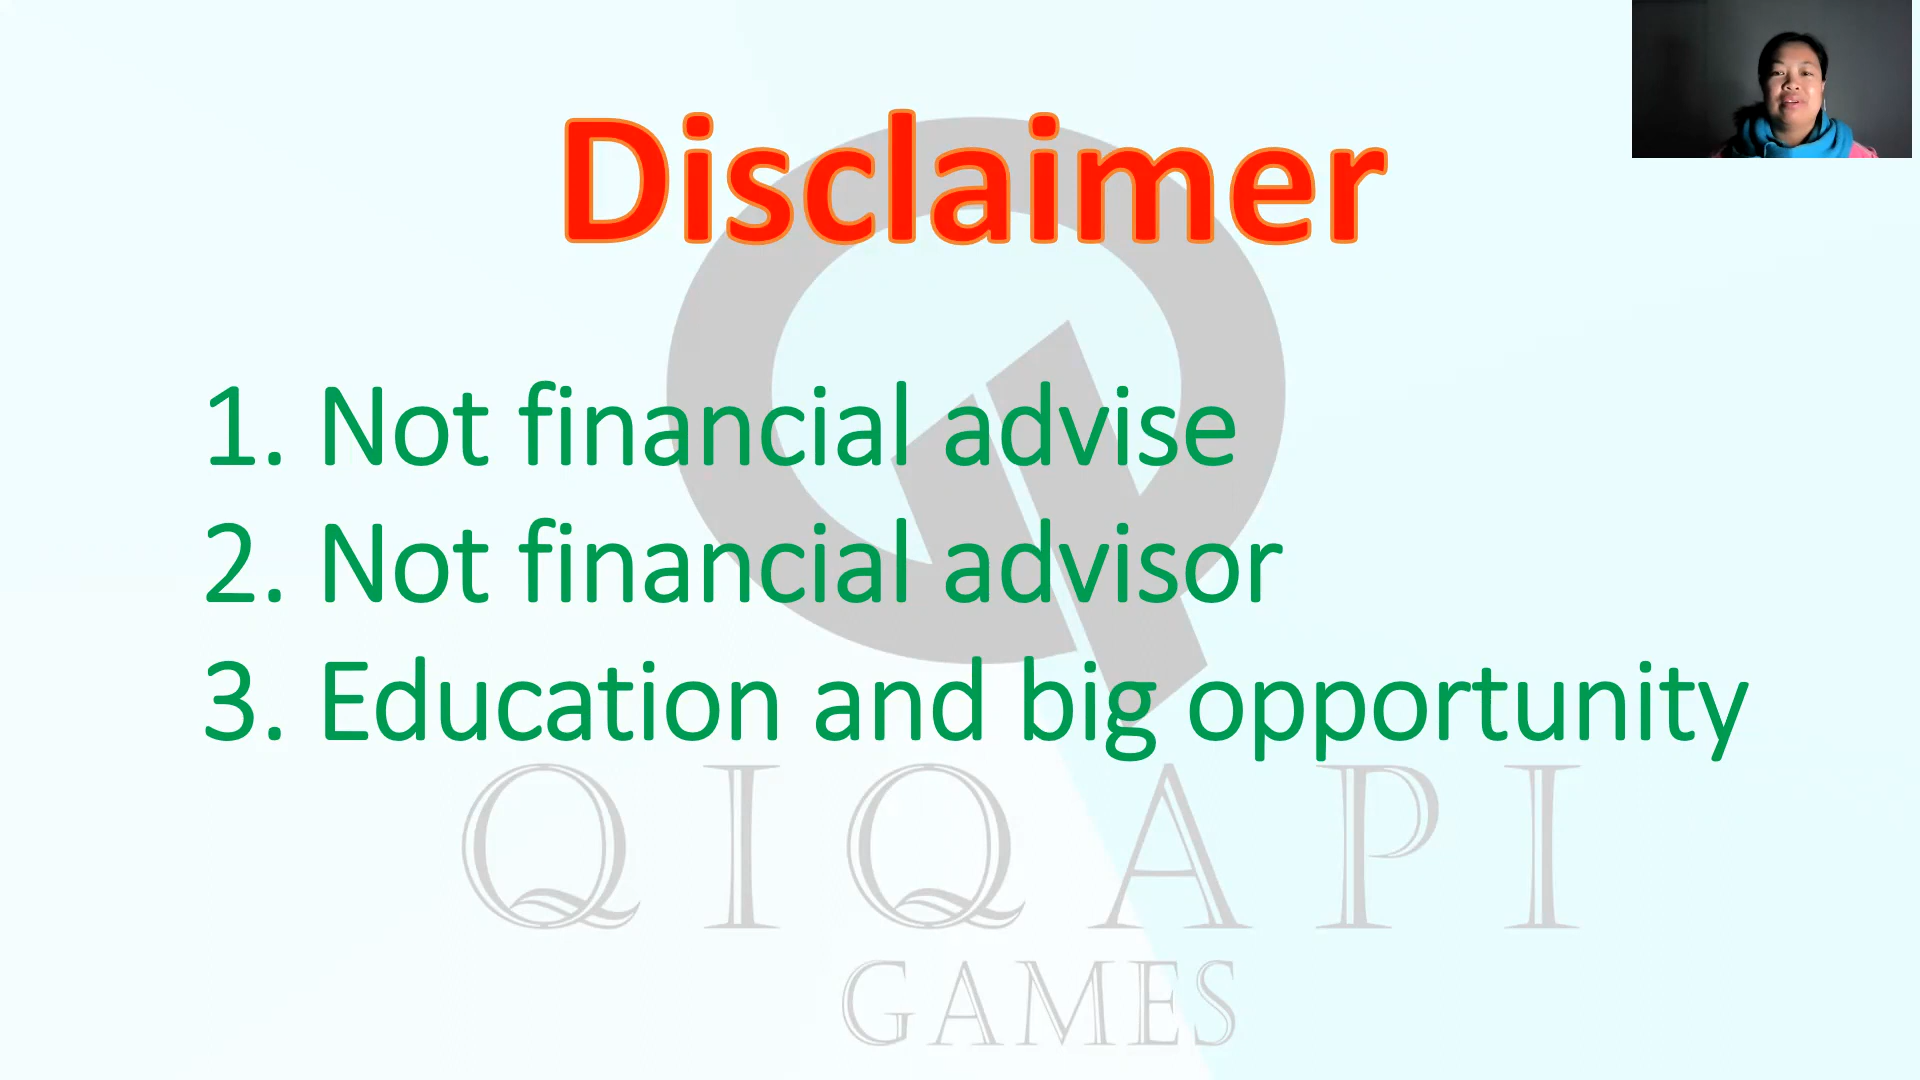 Disclaimer
1. Not financial advise
2. Not financial advisor
3. Education and big opportunity
QIQAPI
GAMES